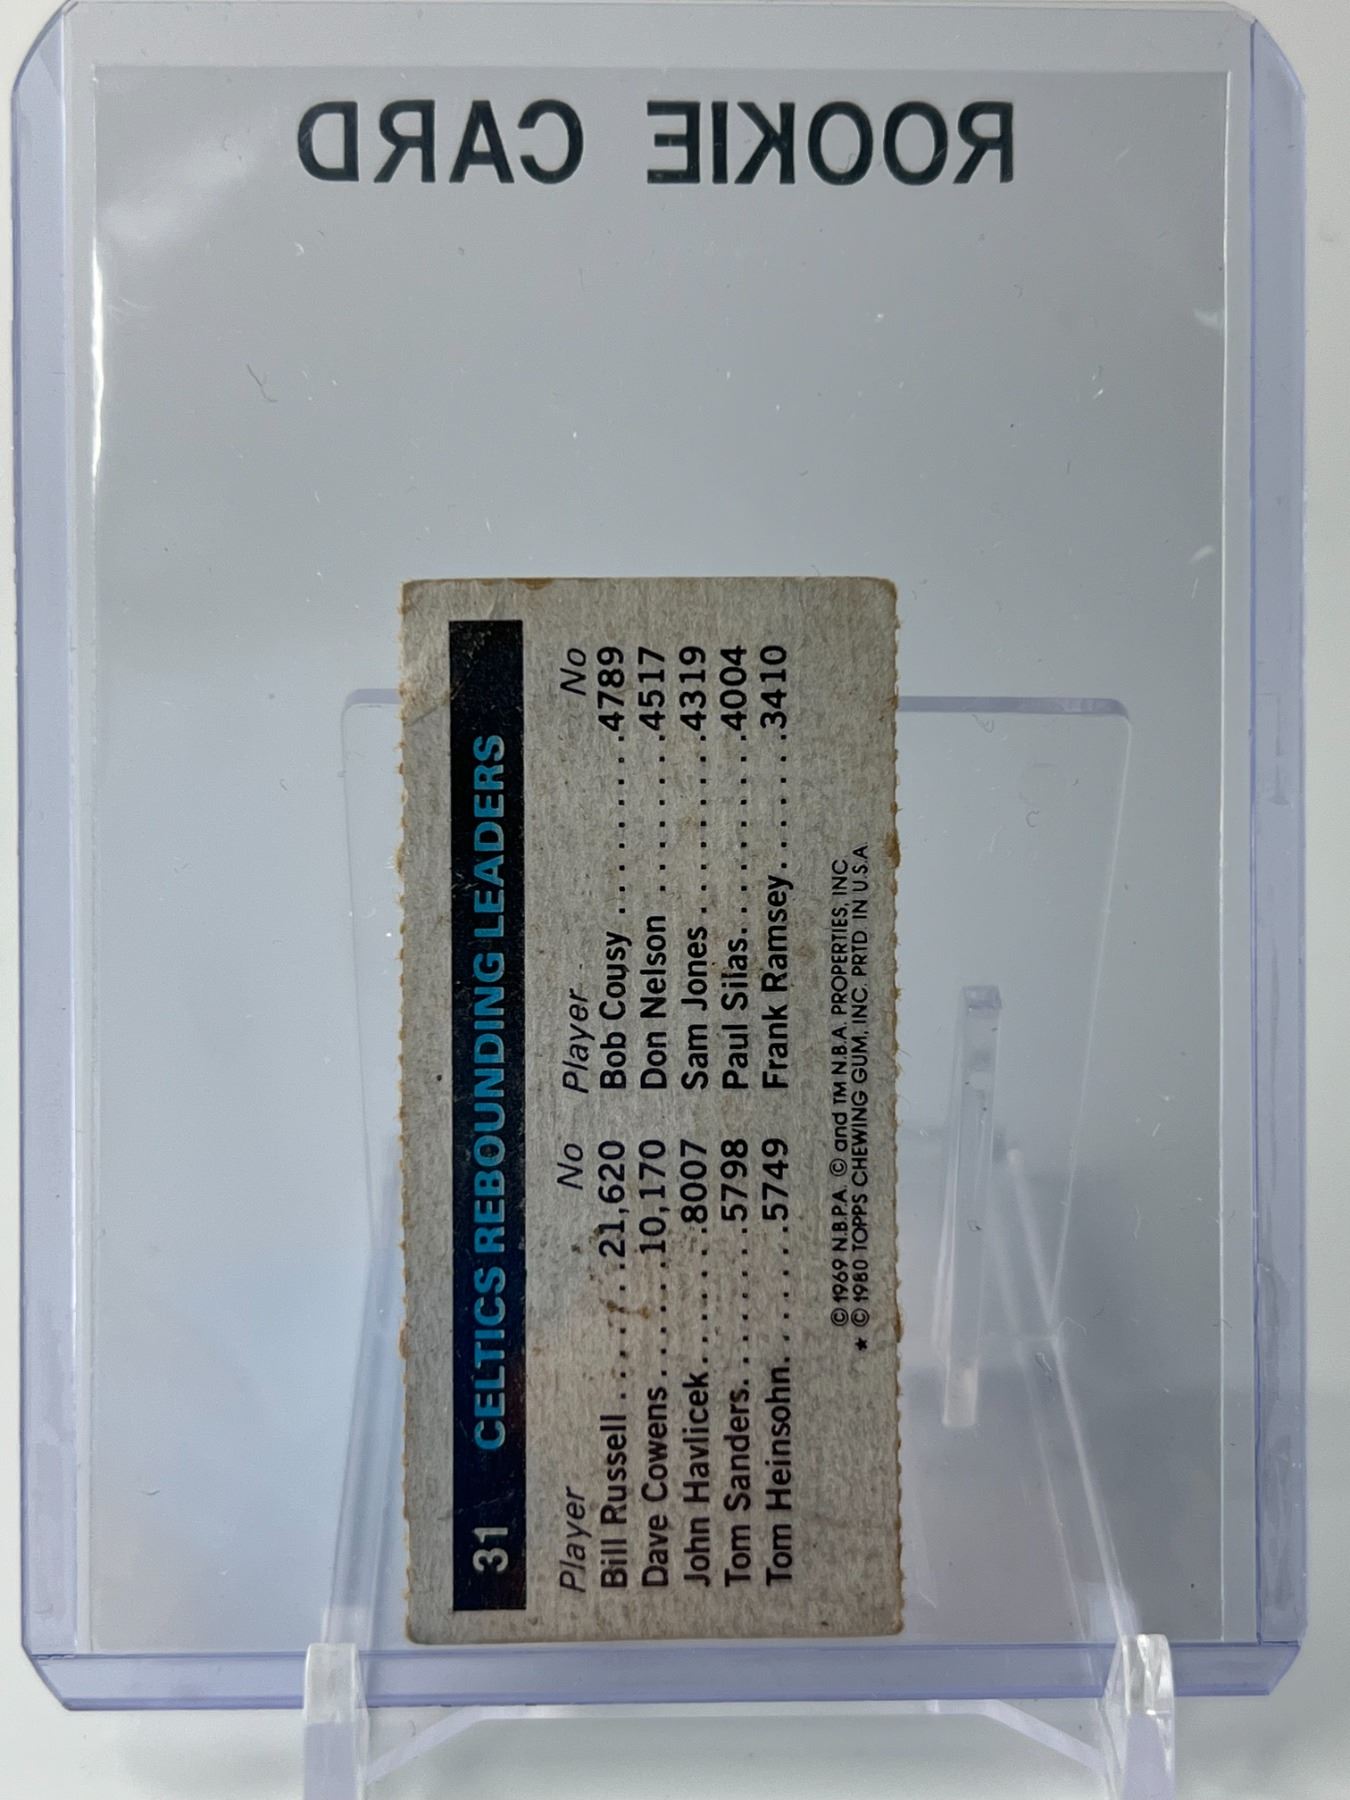 ROOKIE CARD
31 CELTICS REBOUNDING LEADERS
Player No Player No
Bill Russell ......21,620 Bob Cousy .........4789
Dave Cowens......10,170 Don Nelson ........4517
John Havlicek.......8007 Sam Jones .........4319
Tom Sanders.......5798 Paul Silas..........4004
Tom Heinsohn......5749 Frank Ramsey.......3410
©1969 N.B.P.A. © and TM N.B.A. PROPERTIES, INC
★ ©1980 TOPPS CHEWING GUM, INC. PRTD IN U.S.A.